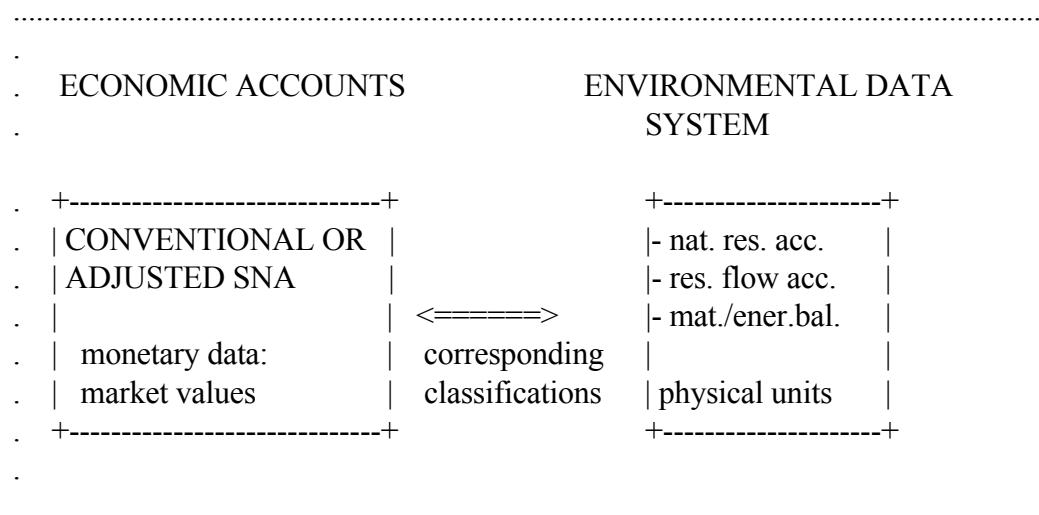 ....................................................................................................................
.
. ECONOMIC ACCOUNTS ENVIRONMENTAL DATA
. SYSTEM
. +------------------------------+ +---------------------+
. | CONVENTIONAL OR | |- nat. res. acc. |
. | ADJUSTED SNA | |- res. flow acc. |
. | | <======> |- mat./ener.bal. |
. | monetary data: | corresponding | |
. | market values | classifications | physical units |
. +------------------------------+ +---------------------+
.